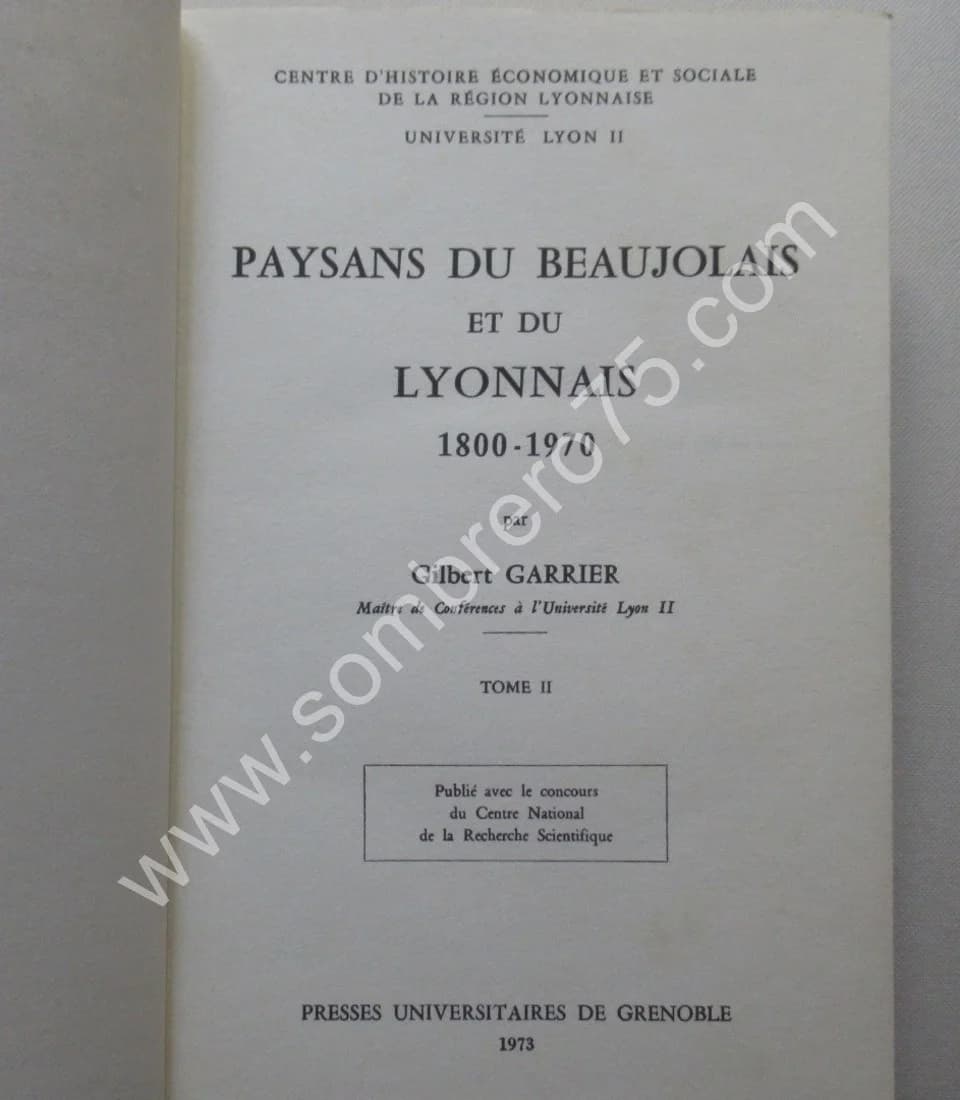 CENTRE D'HISTOIRE ÉCONOMIQUE ET SOCIALE
DE LA RÉGION LYONNAISE
UNIVERSITÉ LYON II
PAYSANS DU BEAUJOLAIS
ET DU
LYONNAIS
1800-1970
par
Gilbert GARRIER
Maître de Conférences à l'Université Lyon II
TOME II
Publié avec le concours
du Centre National
de la Recherche Scientifique
PRESSES UNIVERSITAIRES DE GRENOBLE
1973
www.sombrero75.com